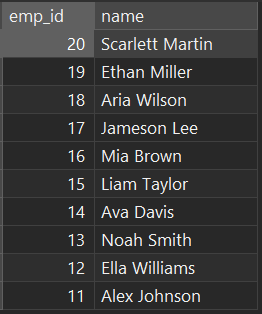 emp_id name
20 Scarlett Martin
19 Ethan Miller
18 Aria Wilson
17 Jameson Lee
16 Mia Brown
15 Liam Taylor
14 Ava Davis
13 Noah Smith
12 Ella Williams
11 Alex Johnson